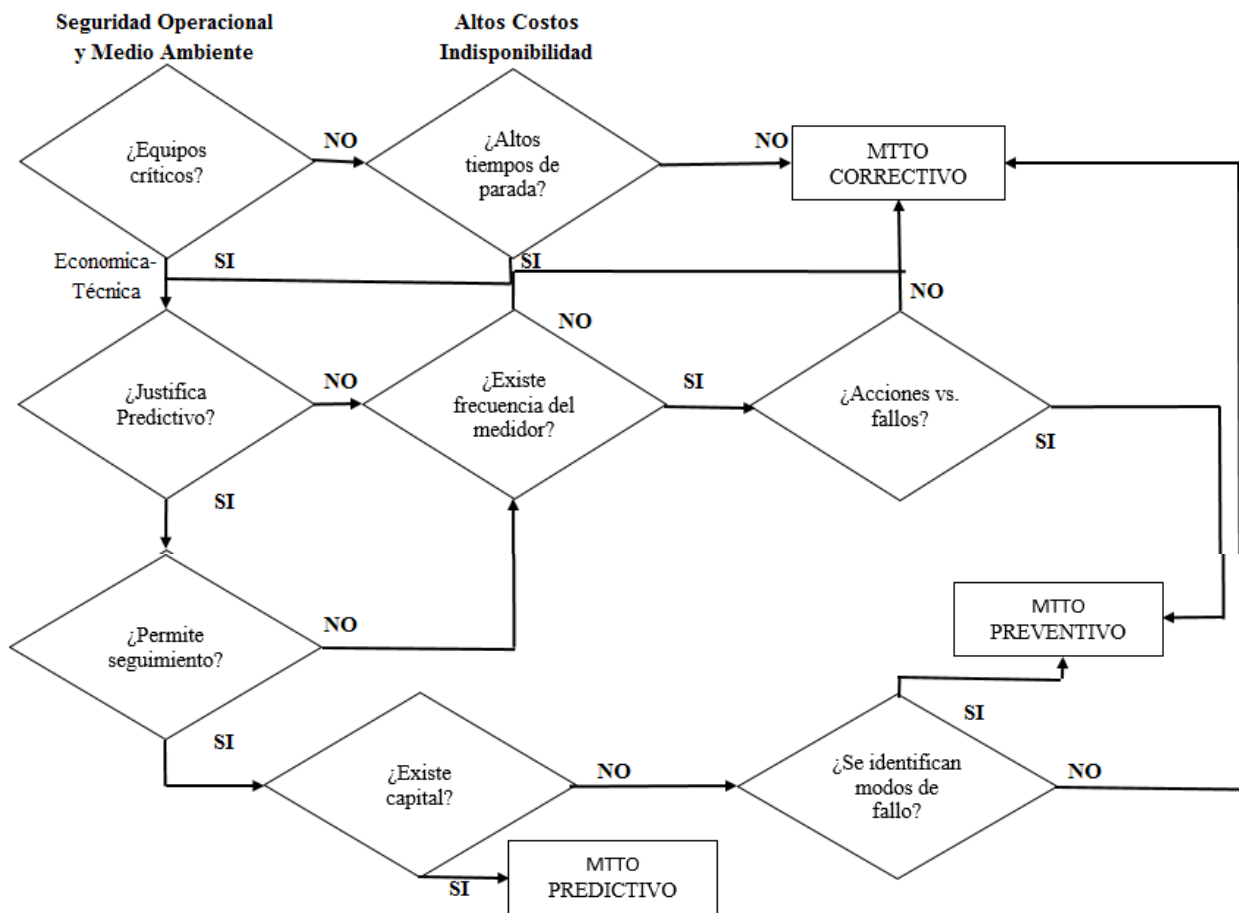 Seguridad Operacional
y Medio Ambiente
Altos Costos
Indisponibilidad
¿Equipos
críticos?
NO
¿Altos
tiempos de
parada?
NO
MTTO
CORRECTIVO
Economica-
Técnica
SI
SI
¿Justifica
Predictivo?
NO
¿Existe
frecuencia del
medidor?
NO
SI
¿Acciones vs.
fallos?
NO
SI
SI
¿Permite
seguimiento?
NO
MTTO
PREVENTIVO
SI
¿Existe
capital?
NO
¿Se identifican
modos de
fallo?
SI
NO
SI
MTTO
PREDICTIVO